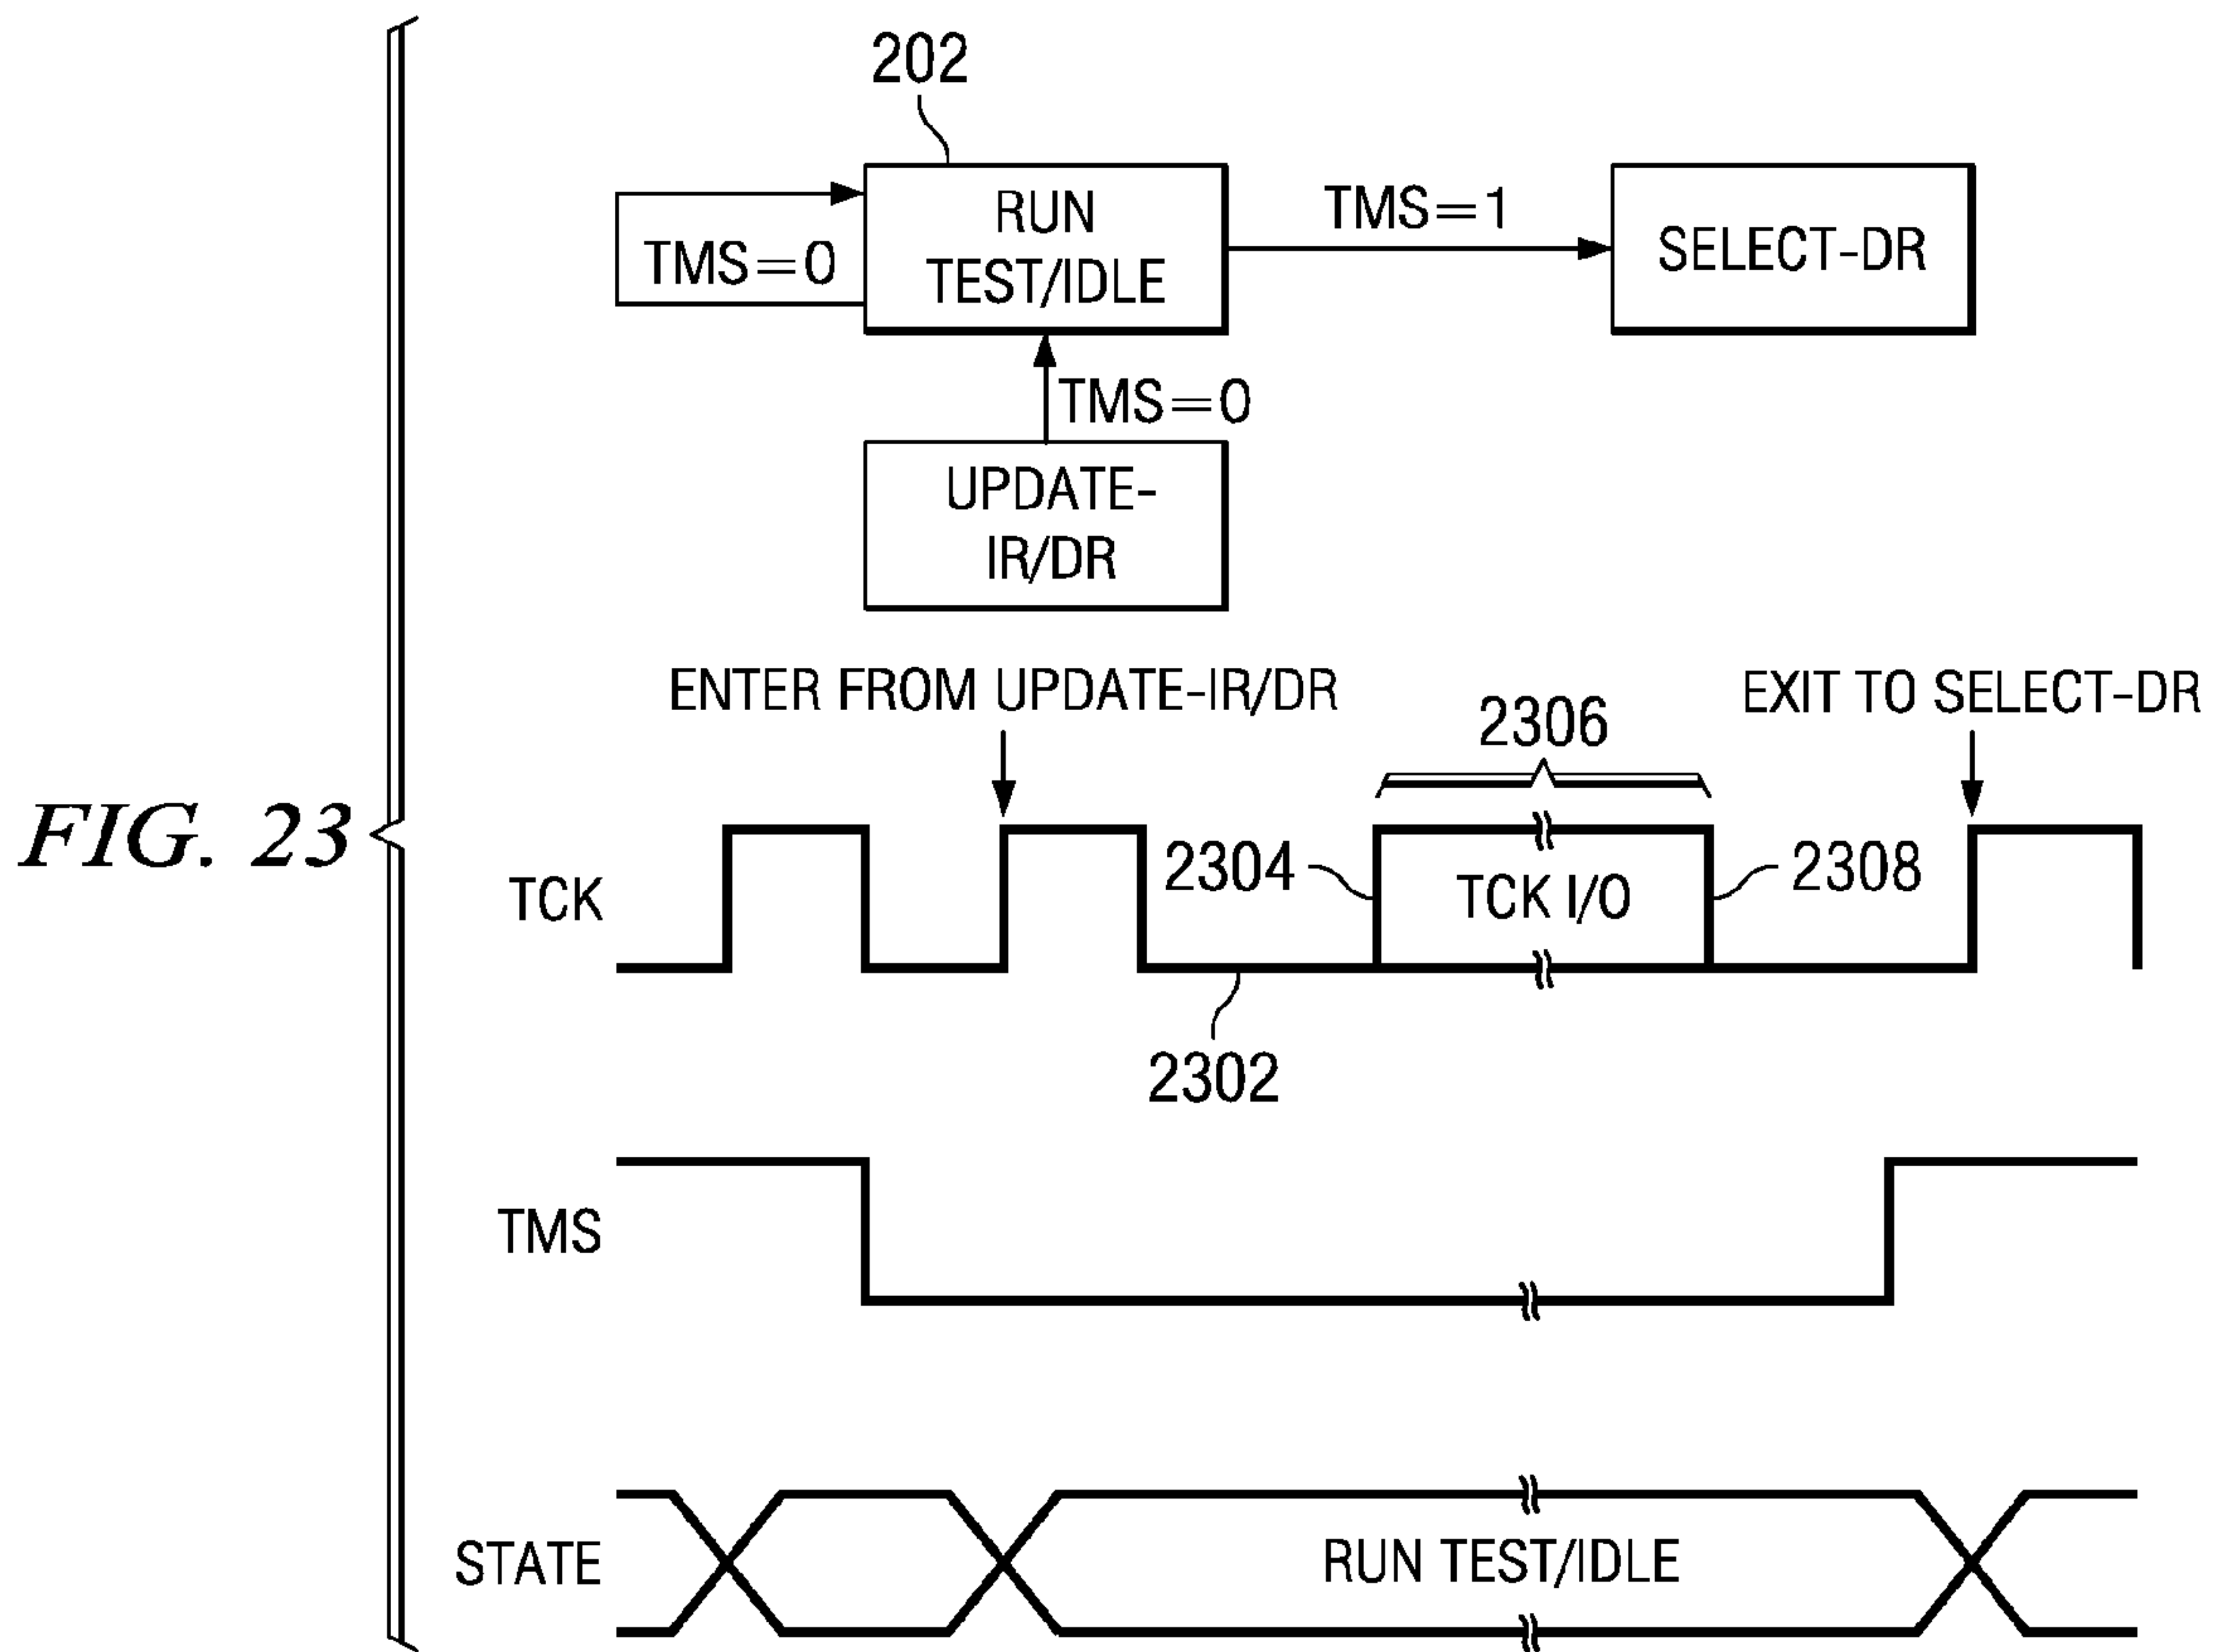 202
RUN
TEST/IDLE
TMS=0
TMS=1
SELECT-DR
TMS=0
UPDATE-
IR/DR
ENTER FROM UPDATE-IR/DR
2306
EXIT TO SELECT-DR
FIG. 23
TCK
2304
TCK I/O
2308
2302
TMS
STATE
RUN TEST/IDLE